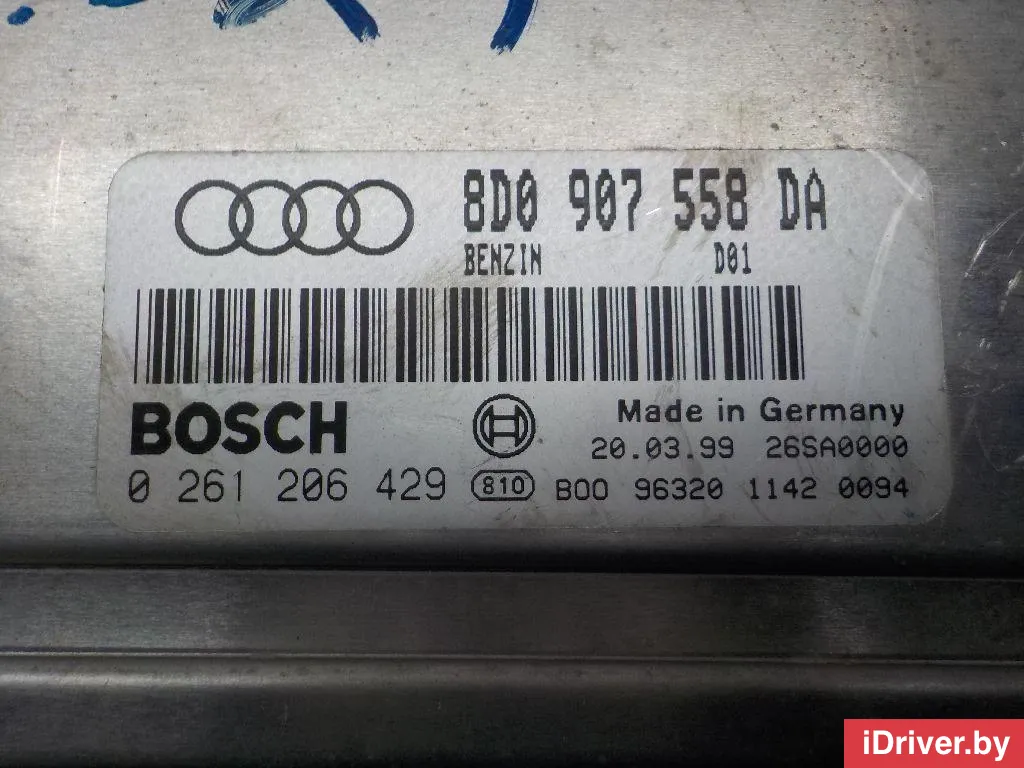 8D0 907 558 DA
BENZIN D01
BOSCH
Made in Germany
20.03.99 26SA0000
0 261 206 429 810 B00 96320 1142 0094
iDriver.by